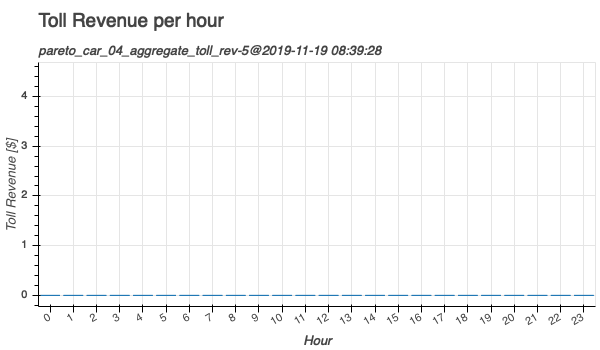 Toll Revenue per hour
pareto_car_04_aggregate_toll_rev-5@2019-11-19 08:39:28
Toll Revenue [$]
4
3
2
1
0
0 1 2 3 4 5 6 7 8 9 10 11 12 13 14 15 16 17 18 19 20 21 22 23
Hour